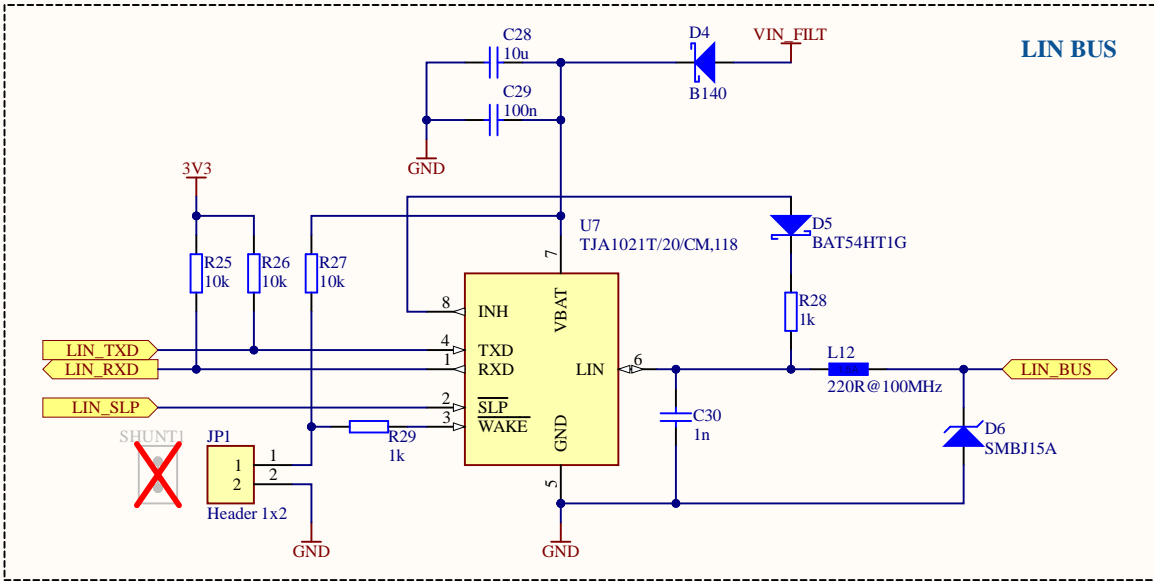 LIN BUS
C28
10u
C29
100n
GND
D4
B140
VIN_FILT
3V3
R25
10k
R26
10k
R27
10k
U7
TJA1021T/20/CM,118
D5
BAT54HT1G
R28
1k
7
VBAT
8
INH
4
TXD
1
RXD
2
SLP
3
WAKE
LIN
6
GND
5
LIN_TXD
LIN_RXD
LIN_SLP
R29
1k
L12
220R@100MHz
LIN_BUS
C30
1n
D6
SMBJ15A
SHUNT1
JP1
1
2
1
2
Header 1x2
GND
GND